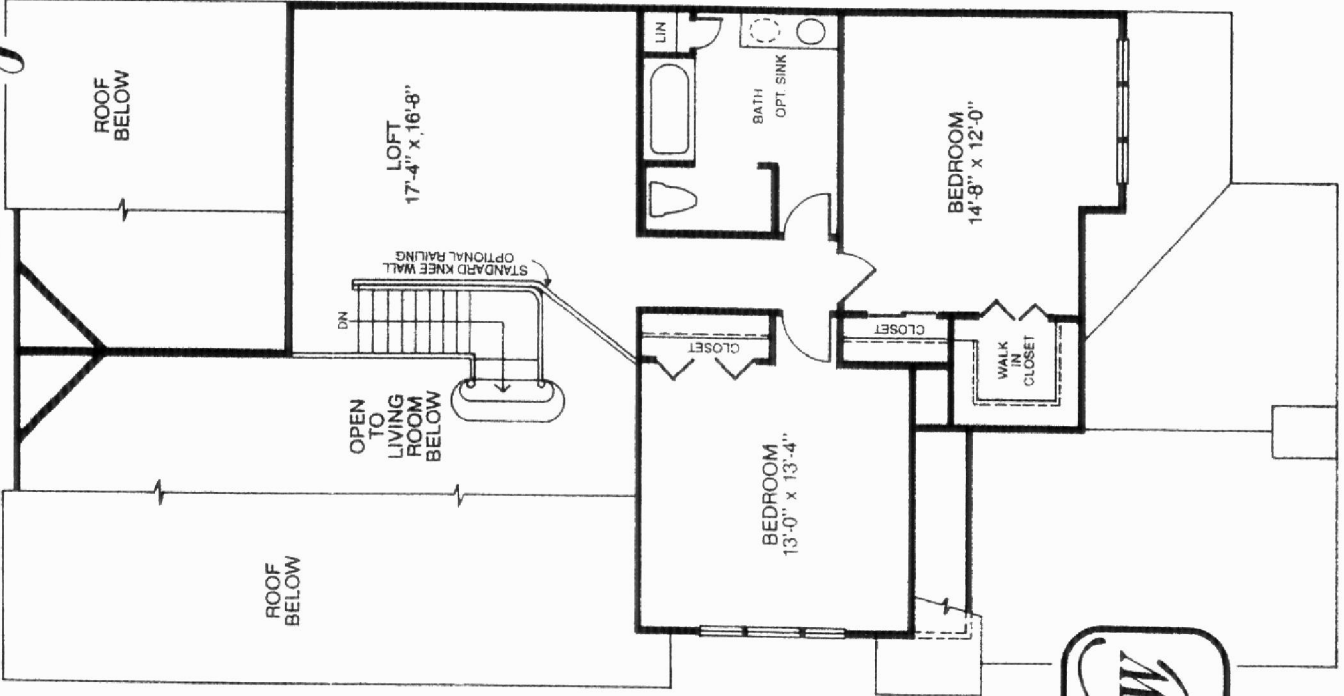 ROOF
BELOW
LOFT
17'-4" x 16'-8"
LIN
BATH
OPT. SINK
BEDROOM
14'-8" x 12'-0"
STANDARD KNEE WALL
OPTIONAL RAILING
DN
CLOSET
CLOSET
WALK
IN
CLOSET
OPEN
TO
LIVING
ROOM
BELOW
BEDROOM
13'-0" x 13'-4"
ROOF
BELOW
W